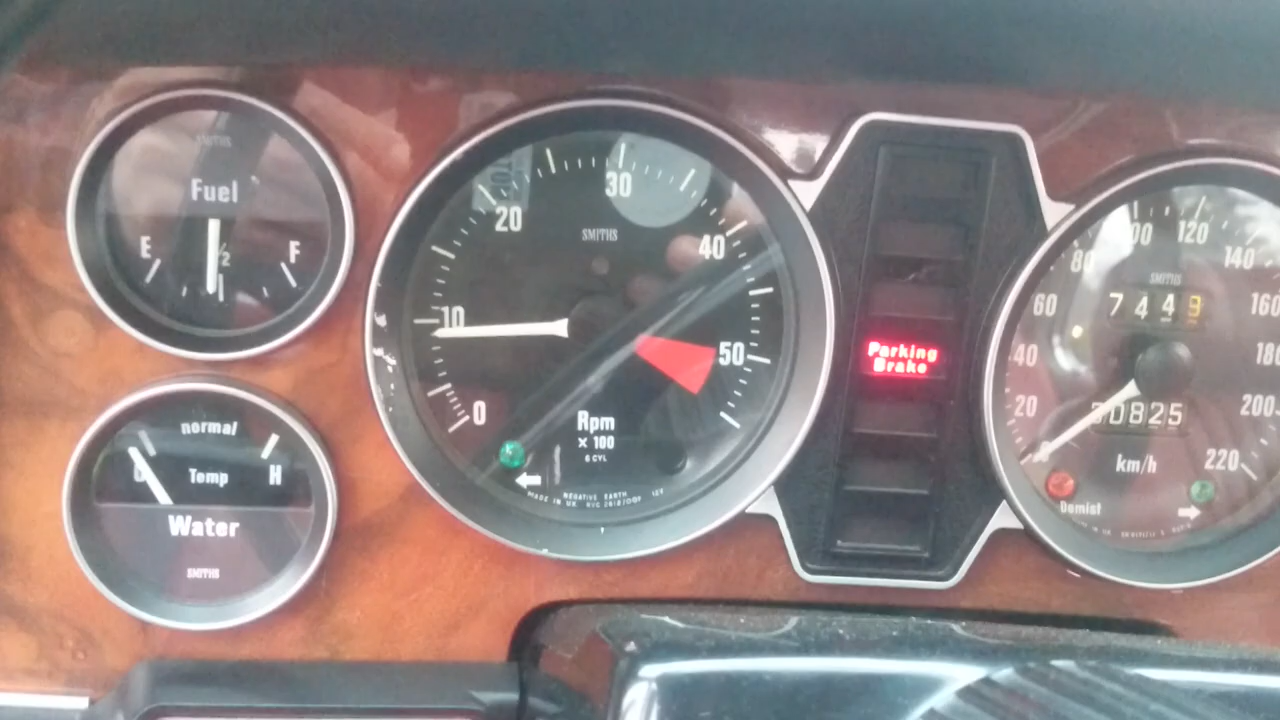 SMITHS
Fuel
E ½ F
normal
Temp H
Water
SMITHS
0 10 20 30 40 50
SMITHS
Rpm
× 100
6 CYL
NEGATIVE EARTH 12V
MADE IN UK.
Parking
Brake
20 40 60 80 100 120 140 160 200 220
SMITHS
7449
30825
km/h
Demist